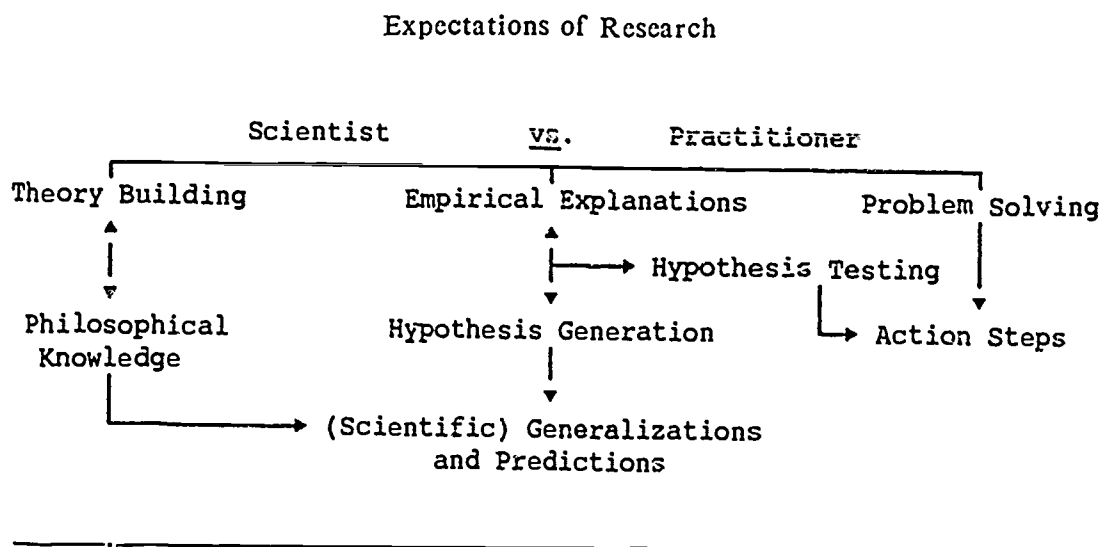 Expectations of Research
Scientist vs. Practitioner
Theory Building Empirical Explanations Problem Solving
Hypothesis Testing
Philosophical Knowledge
Hypothesis Generation
Action Steps
(Scientific) Generalizations
and Predictions